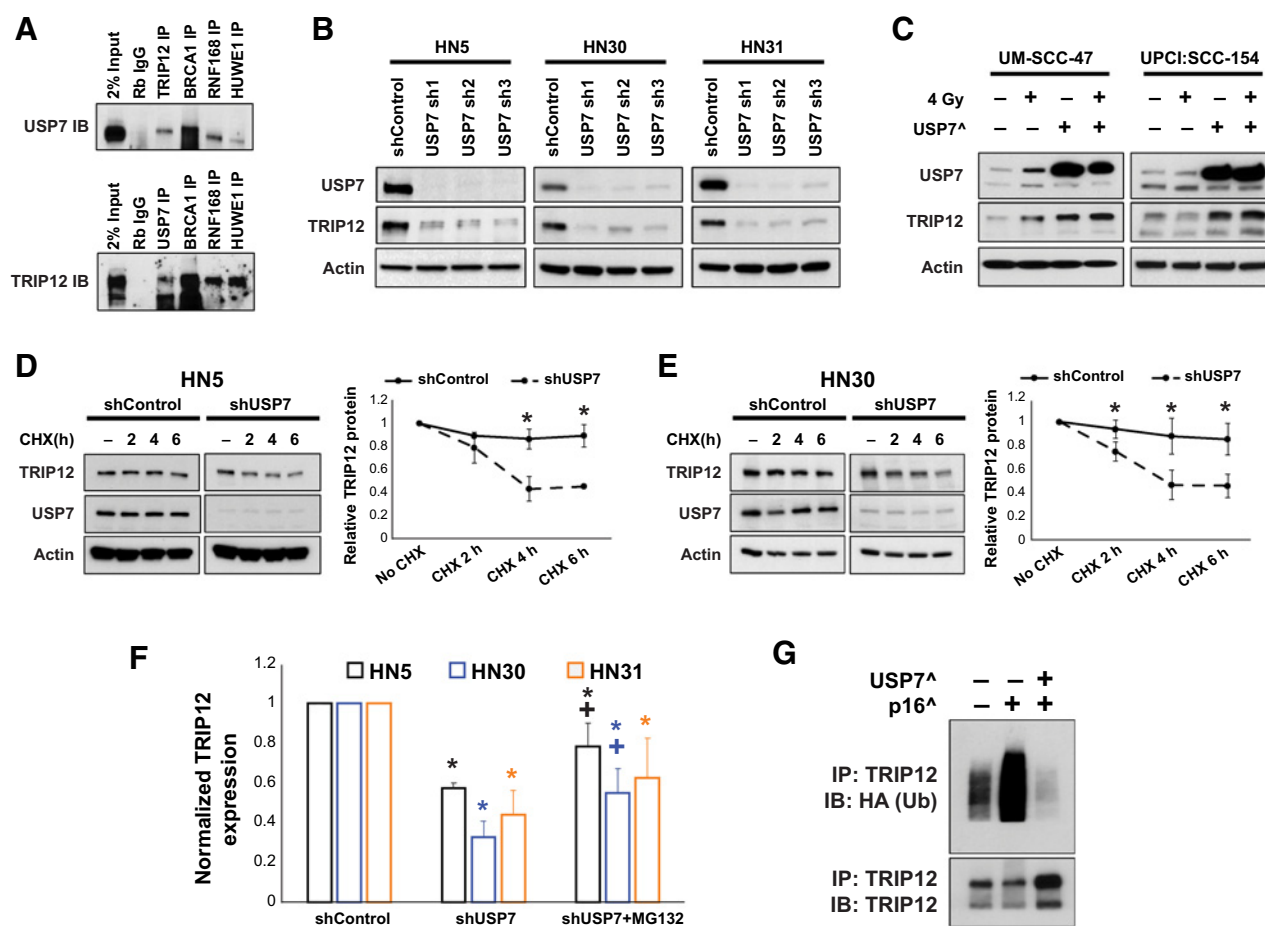 A
2% Input
Rb IgG
TRIP12 IP
BRCA1 IP
RNF168 IP
HUWE1 IP
USP7 IB
2% Input
Rb IgG
USP7 IP
BRCA1 IP
RNF168 IP
HUWE1 IP
TRIP12 IB
B
HN5 HN30 HN31
shControl
USP7 sh1
USP7 sh2
USP7 sh3
shControl
USP7 sh1
USP7 sh2
USP7 sh3
shControl
USP7 sh1
USP7 sh2
USP7 sh3
USP7
TRIP12
Actin
C
UM-SCC-47 UPCI:SCC-154
4 Gy – + – + – + – +
USP7^ – – + + – – + +
USP7
TRIP12
Actin
D
HN5
shControl shUSP7
CHX(h) – 2 4 6 – 2 4 6
TRIP12
USP7
Actin
shControl shUSP7
Relative TRIP12 protein
1.2
1
0.8
0.6
0.4
0.2
0
* *
No CHX CHX 2 h CHX 4 h CHX 6 h
E
HN30
shControl shUSP7
CHX(h) – 2 4 6 – 2 4 6
TRIP12
USP7
Actin
shControl shUSP7
Relative TRIP12 protein
1.2
1
0.8
0.6
0.4
0.2
0
* * *
No CHX CHX 2 h CHX 4 h CHX 6 h
F
HN5 HN30 HN31
Normalized TRIP12
expression
1.2
1
0.8
0.6
0.4
0.2
0
* * *
* * *
+ +
shControl shUSP7 shUSP7+MG132
G
USP7^ – – +
p16^ – + +
IP: TRIP12
IB: HA (Ub)
IP: TRIP12
IB: TRIP12